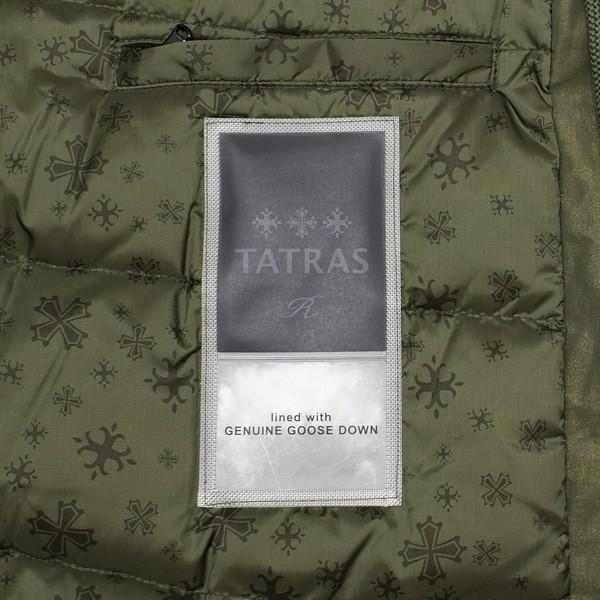 TATRAS
R
lined with
GENUINE GOOSE DOWN